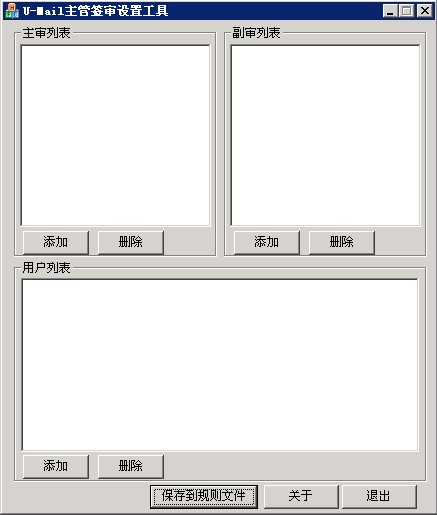 U-Mail主管签审设置工具
主审列表
副审列表
添加
删除
添加
删除
用户列表
添加
删除
保存到规则文件
关于
退出